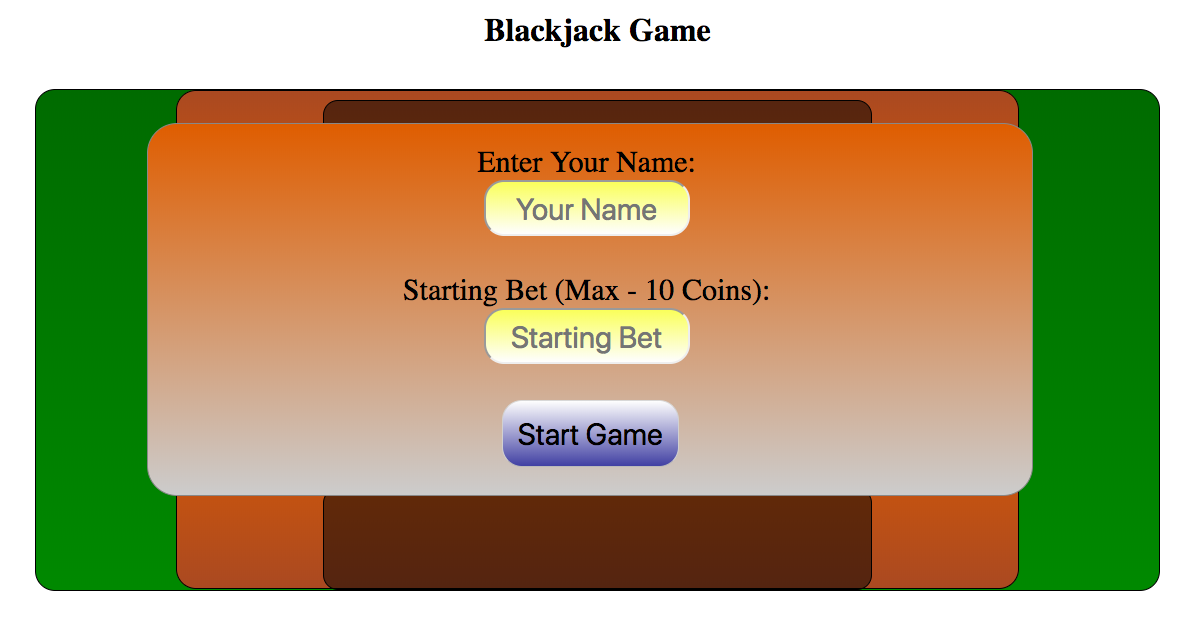 Blackjack Game
Enter Your Name:
Your Name
Starting Bet (Max - 10 Coins):
Starting Bet
Start Game